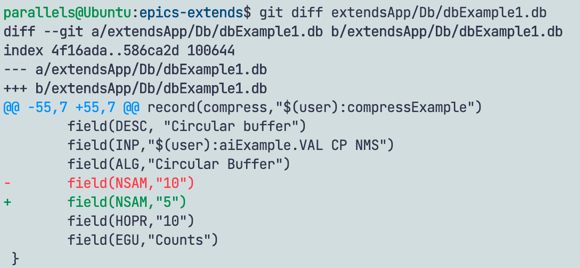 parallels@Ubuntu:epics-extends$ git diff extendsApp/Db/dbExample1.db
diff --git a/extendsApp/Db/dbExample1.db b/extendsApp/Db/dbExample1.db
index 4f16ada..586ca2d 100644
--- a/extendsApp/Db/dbExample1.db
+++ b/extendsApp/Db/dbExample1.db
@@ -55,7 +55,7 @@ record(compress,"$(user):compressExample")
        field(DESC, "Circular buffer")
        field(INP,"$(user):aiExample.VAL CP NMS")
        field(ALG,"Circular Buffer")
-       field(NSAM,"10")
+       field(NSAM,"5")
        field(HOPR,"10")
        field(EGU,"Counts")
 }